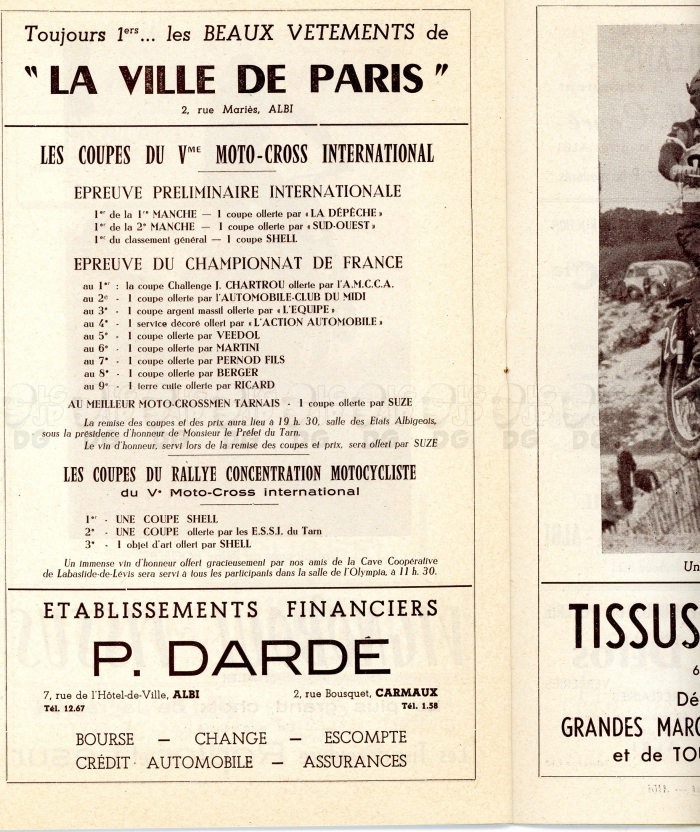 Toujours 1ers... les BEAUX VETEMENTS de
" LA VILLE DE PARIS "
2, rue Mariès, ALBI
LES COUPES DU Vᴹᴱ MOTO-CROSS INTERNATIONAL
EPREUVE PRELIMINAIRE INTERNATIONALE
1er de la 1re MANCHE — 1 coupe offerte par « LA DÉPÊCHE »
1er de la 2e MANCHE — 1 coupe offerte par « SUD-OUEST »
1er du classement général — 1 coupe SHELL
EPREUVE DU CHAMPIONNAT DE FRANCE
au 1er : la coupe Challenge J. CHARTROU offerte par l'A.M.C.C.A.
au 2e - 1 coupe offerte par l'AUTOMOBILE-CLUB DU MIDI
au 3e - 1 coupe argent massif offerte par « L'EQUIPE »
au 4e - 1 service décoré offert par « L'ACTION AUTOMOBILE »
au 5e - 1 coupe offerte par VEEDOL
au 6e - 1 coupe offerte par MARTINI
au 7e - 1 coupe offerte par PERNOD FILS
au 8e - 1 coupe offerte par BERGER
au 9e - 1 terre cuite offerte par RICARD
AU MEILLEUR MOTO-CROSSMEN TARNAIS - 1 coupe offerte par SUZE
La remise des coupes et des prix aura lieu à 19 h. 30, salle des Etats Albigeois,
sous la présidence d'honneur de Monsieur le Préfet du Tarn.
Le vin d'honneur, servi lors de la remise des coupes et prix, sera offert par SUZE
LES COUPES DU RALLYE CONCENTRATION MOTOCYCLISTE
du Ve Moto-Cross international
1er - UNE COUPE SHELL
2e - UNE COUPE offerte par les E.S.S.I. du Tarn
3e - 1 objet d'art offert par SHELL
Un immense vin d'honneur offert gracieusement par nos amis de la Cave Coopérative
de Labastide-de-Lévis sera servi à tous les participants dans la salle de l'Olympia, à 11 h. 30.
ETABLISSEMENTS FINANCIERS
P. DARDÉ
7, rue de l'Hôtel-de-Ville, ALBI 2, rue Bousquet, CARMAUX
Tél. 12.67 Tél. 1.58
BOURSE — CHANGE — ESCOMPTE
CRÉDIT AUTOMOBILE — ASSURANCES
Un
TISSUS
6
Dé
GRANDES MARQ
et de TOU